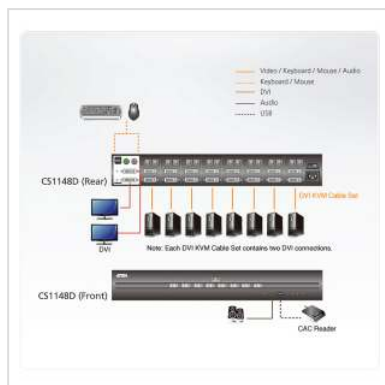 Video / Keyboard / Mouse / Audio
Keyboard / Mouse
DVI
Audio
USB
CS1148D (Rear)
DVI KVM Cable Set
DVI
Note: Each DVI KVM Cable Set contains two DVI connections.
ATEN
CS1148D (Front)
CAC Reader